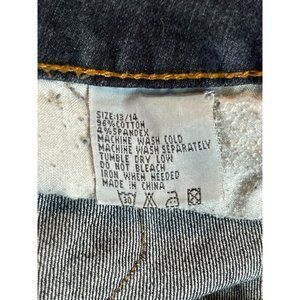 SIZE:13/14
96%COTTON
4%SPANDEX
MACHINE WASH COLD
MACHINE WASH SEPARATELY
TUMBLE DRY LOW
DO NOT BLEACH
IRON WHEN NEEDED
MADE IN CHINA
30